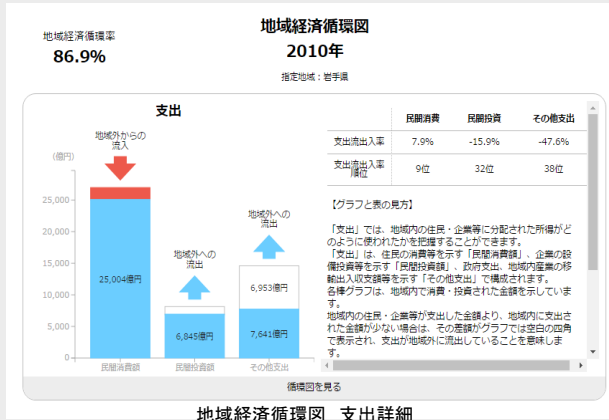 地域経済循環図
地域経済循環率
2010年
86.9%
指定地域：岩手県
支出
地域外からの
流入
(億円)
25,000
20,000
15,000
10,000
5,000
0
地域外への
流出
地域外への
流出
25,004億円
6,845億円
6,953億円
7,641億円
民間消費額
民間投資額
その他支出
民間消費 民間投資 その他支出
支出流出入率 7.9% -15.9% -47.6%
支出流出入率
順位 9位 32位 38位
【グラフと表の見方】
「支出」では、地域内の住民・企業等に分配された所得がど
のように使われたかを把握することができます。
「支出」は、住民の消費等を示す「民間消費額」、企業の設
備投資等を示す「民間投資額」、政府支出、地域内産業の移
輸出入収支額等を示す「その他支出」で構成されます。
各棒グラフは、地域内で消費・投資された金額を示していま
す。
地域内の住民・企業等が支出した金額より、地域内に支出さ
れた金額が少ない場合は、その差額がグラフでは空白の四角
で表示され、支出が地域外に流出していることを意味しま
す。
循環図を見る
地域経済循環図_支出詳細